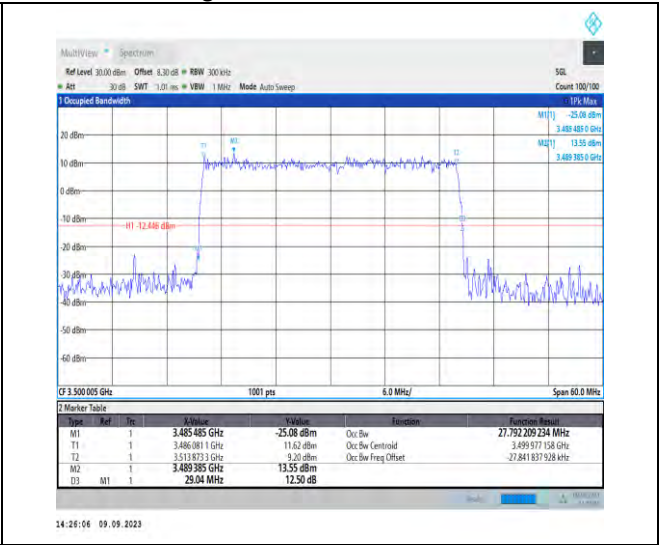 MultiView Spectrum
Ref Level 30.00 dBm Offset 8.30 dB RBW 300 kHz SGL
Att 30 dB SWT 1.01 ms VBW 1 MHz Mode Auto Sweep Count 100/100
1 Occupied Bandwidth 1Pk Max
M1[1] -25.08 dBm
3.485 485 0 GHz
M2[1] 13.55 dBm
3.489 385 0 GHz
20 dBm
T1 M2 T2
10 dBm
0 dBm
-10 dBm
H1 -12.446 dBm
-20 dBm
-30 dBm
-40 dBm
-50 dBm
-60 dBm
CF 3.500 005 GHz 1001 pts 6.0 MHz/ Span 60.0 MHz
2 Marker Table
Type Ref Trc X-Value Y-Value Function Function Result
M1 1 3.485 485 GHz -25.08 dBm Occ Bw 27.792 209 234 MHz
T1 1 3.486 081 1 GHz 11.62 dBm Occ Bw Centroid 3.499 977 158 GHz
T2 1 3.513 873 3 GHz 9.20 dBm Occ Bw Freq Offset -27.841 837 928 kHz
M2 1 3.489 385 GHz 13.55 dBm
D3 M1 1 29.04 MHz 12.50 dB
14:26:06 09.09.2023